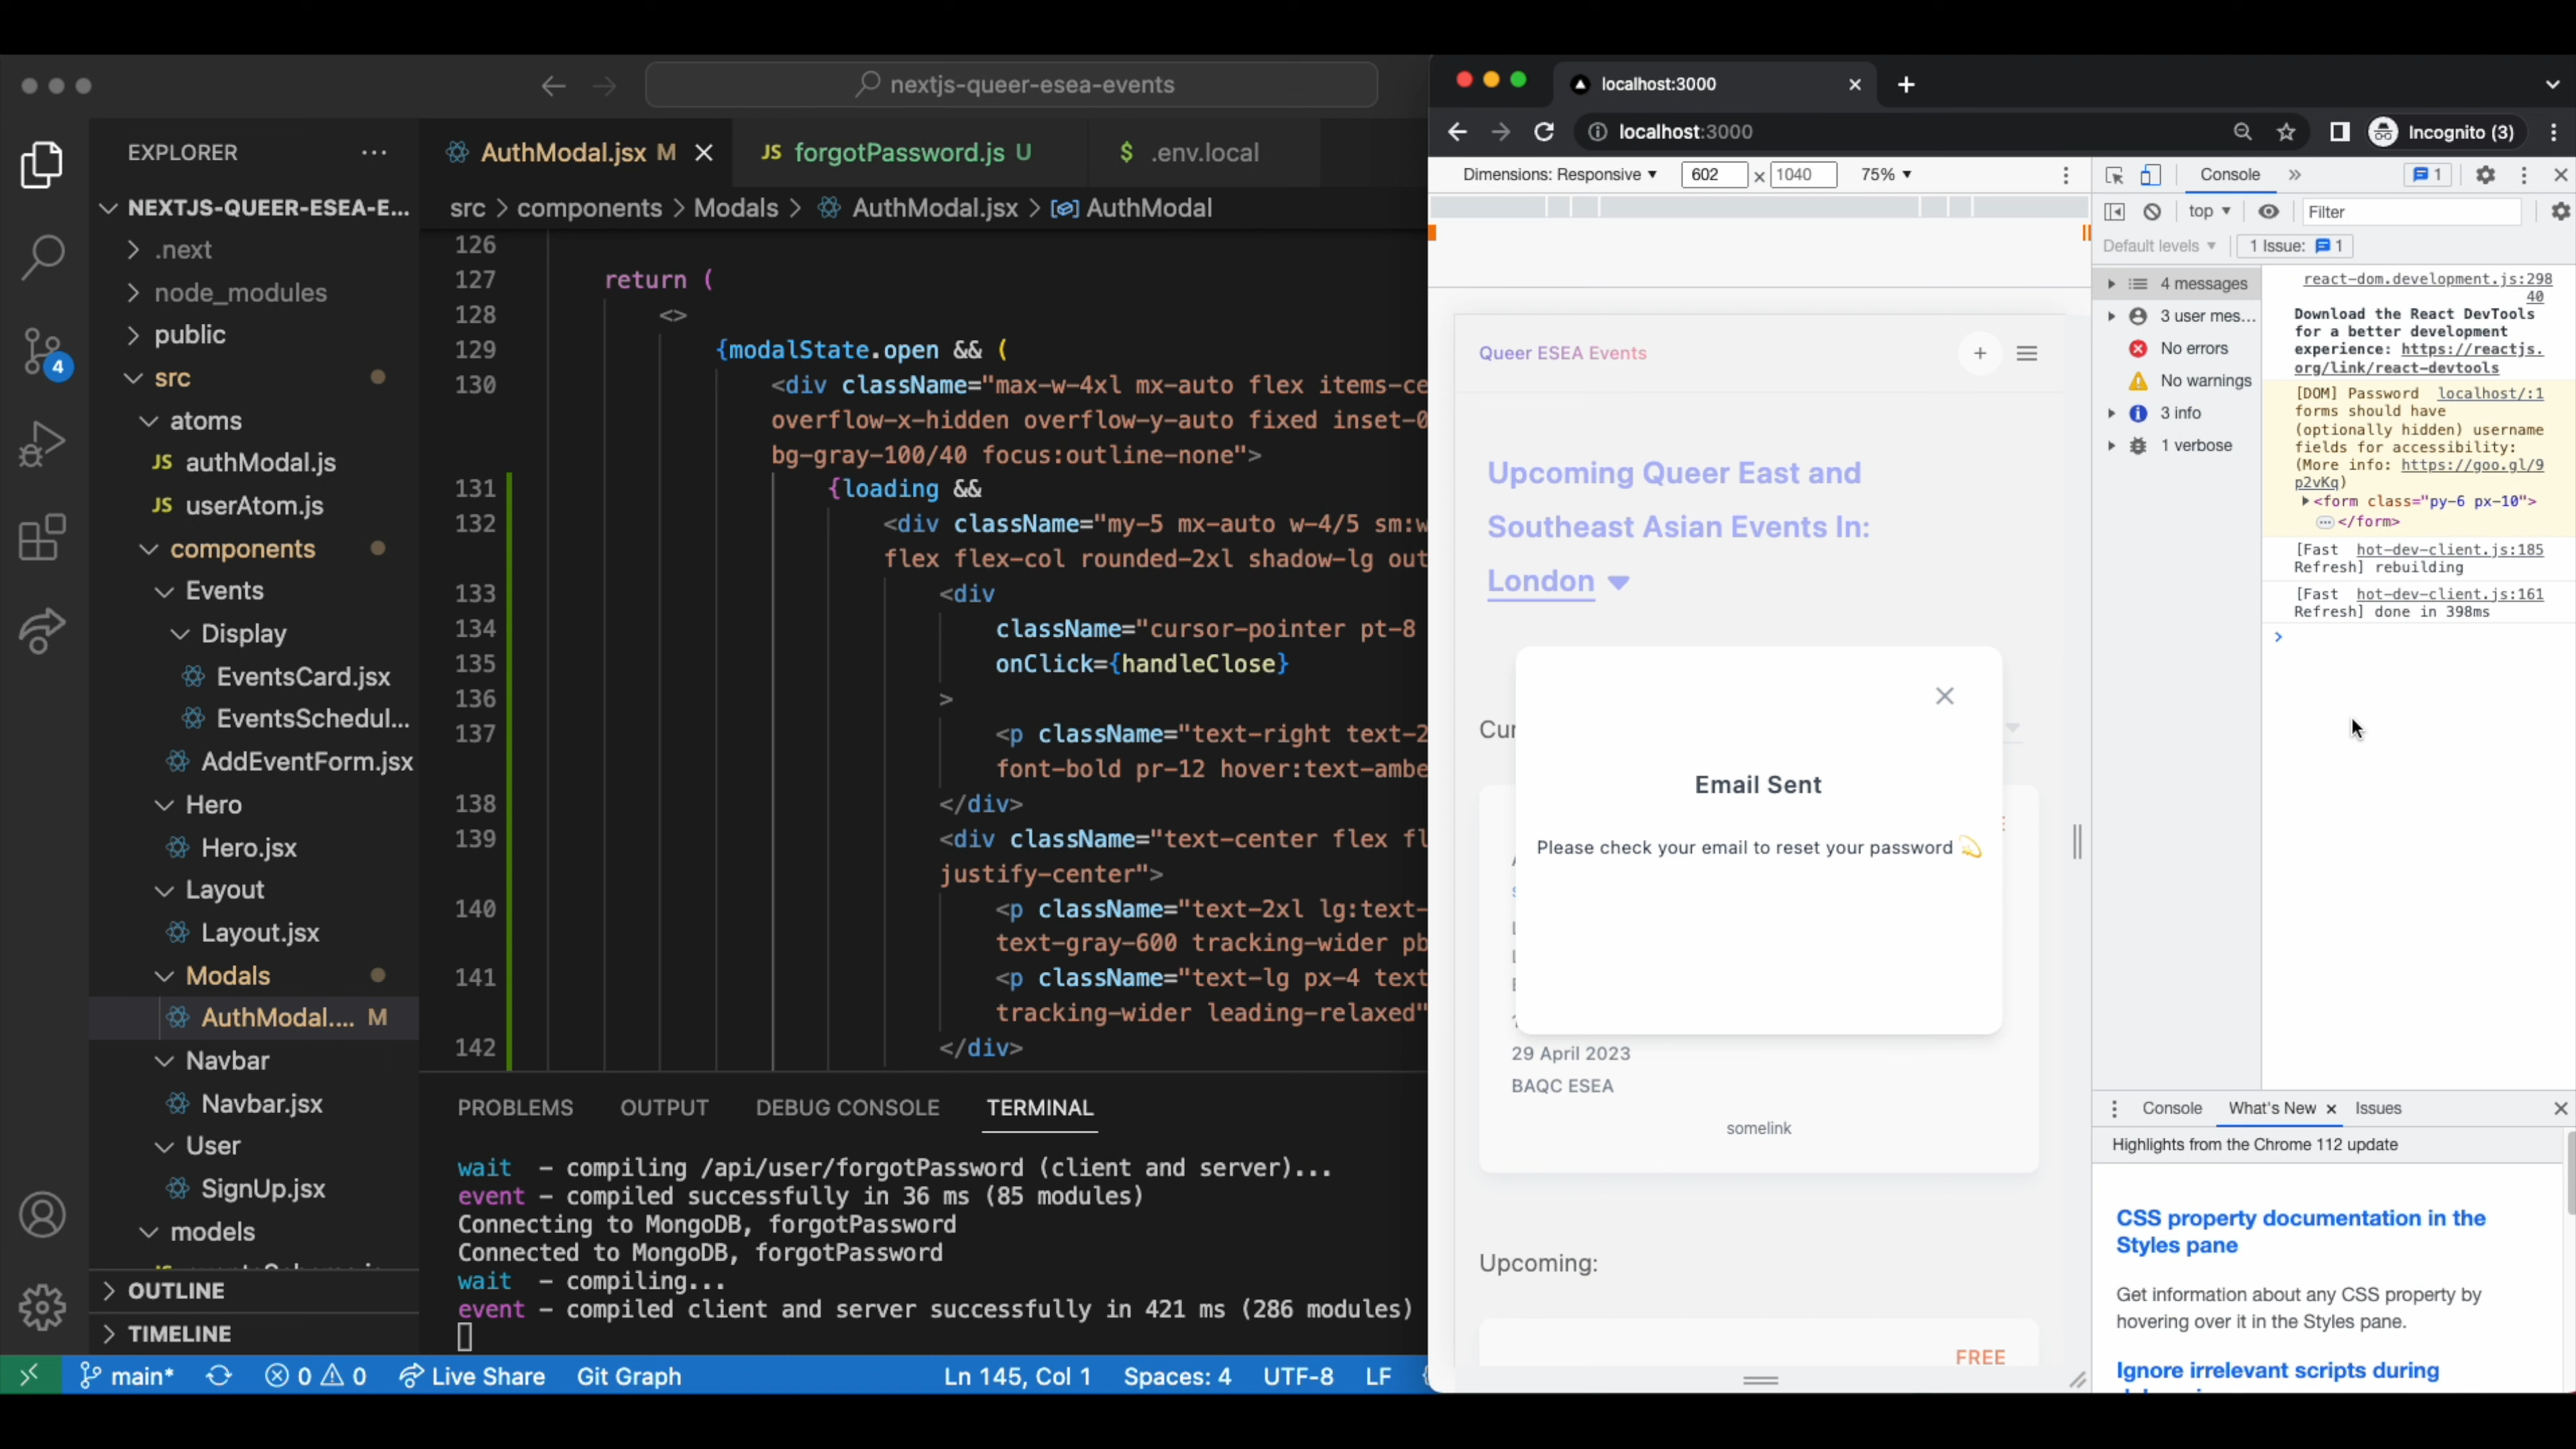 nextjs-queer-esea-events
EXPLORER
NEXTJS-QUEER-ESEA-E...
.next
node_modules
public
src
atoms
JS authModal.js
JS userAtom.js
components
Events
Display
EventsCard.jsx
EventsSchedul...
AddEventForm.jsx
Hero
Hero.jsx
Layout
Layout.jsx
Modals
AuthModal.... M
Navbar
Navbar.jsx
User
SignUp.jsx
models
OUTLINE
TIMELINE
4
AuthModal.jsx M
JS forgotPassword.js U
$ .env.local
src > components > Modals > AuthModal.jsx > AuthModal
126
127 return (
128 <>
129 {modalState.open && (
130 <div className="max-w-4xl mx-auto flex items-ce
overflow-x-hidden overflow-y-auto fixed inset-0
bg-gray-100/40 focus:outline-none">
131 {loading &&
132 <div className="my-5 mx-auto w-4/5 sm:w
flex flex-col rounded-2xl shadow-lg out
133 <div
134 className="cursor-pointer pt-8
135 onClick={handleClose}
136 >
137 <p className="text-right text-2
font-bold pr-12 hover:text-ambe
138 </div>
139 <div className="text-center flex fl
justify-center">
140 <p className="text-2xl lg:text-
text-gray-600 tracking-wider pb
141 <p className="text-lg px-4 text
tracking-wider leading-relaxed"
142 </div>
PROBLEMS OUTPUT DEBUG CONSOLE TERMINAL
wait - compiling /api/user/forgotPassword (client and server)...
event - compiled successfully in 36 ms (85 modules)
Connecting to MongoDB, forgotPassword
Connected to MongoDB, forgotPassword
wait - compiling...
event - compiled client and server successfully in 421 ms (286 modules)
main* 0 0 Live Share Git Graph Ln 145, Col 1 Spaces: 4 UTF-8 LF
localhost:3000
localhost:3000
Incognito (3)
Dimensions: Responsive 602 × 1040 75%
Queer ESEA Events
+
Upcoming Queer East and
Southeast Asian Events In:
London
Cur
Email Sent
Please check your email to reset your password 💫
29 April 2023
BAQC ESEA
somelink
Upcoming:
FREE
Console
1
top
Filter
Default levels
1 Issue: 1
4 messages
3 user mes...
No errors
No warnings
3 info
1 verbose
react-dom.development.js:298
40
Download the React DevTools
for a better development
experience: https://reactjs.
org/link/react-devtools
[DOM] Password localhost/:1
forms should have
(optionally hidden) username
fields for accessibility:
(More info: https://goo.gl/9
p2vKq)
<form class="py-6 px-10">
</form>
[Fast hot-dev-client.js:185
Refresh] rebuilding
[Fast hot-dev-client.js:161
Refresh] done in 398ms
Console What's New Issues
Highlights from the Chrome 112 update
CSS property documentation in the
Styles pane
Get information about any CSS property by
hovering over it in the Styles pane.
Ignore irrelevant scripts during